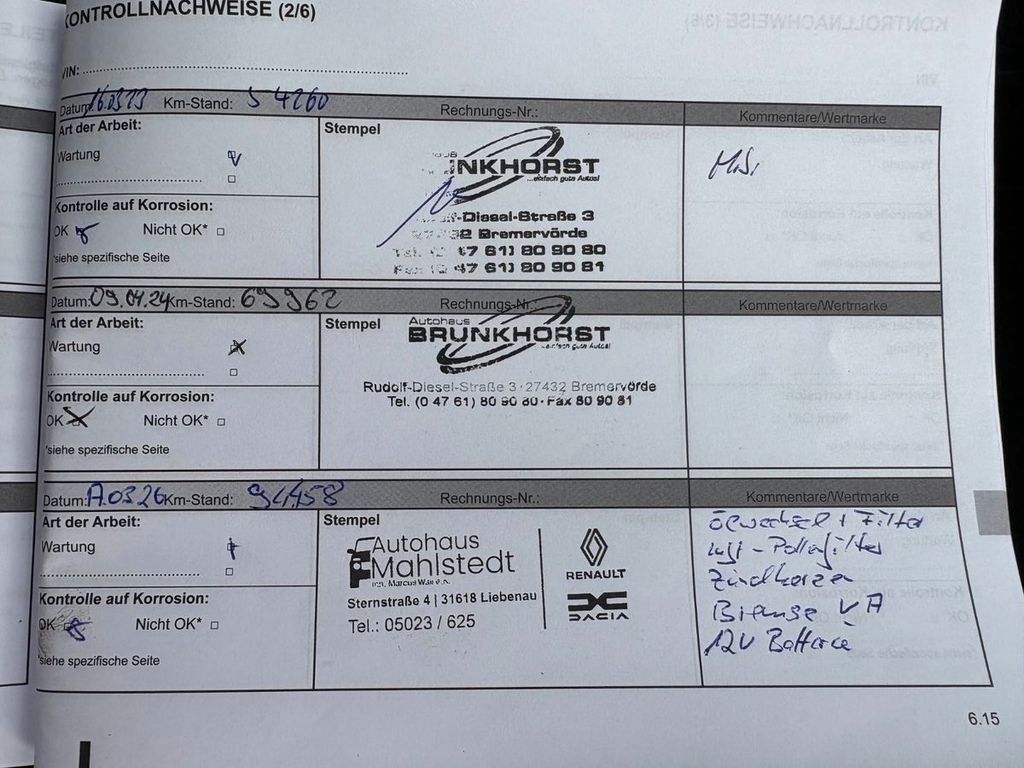 KONTROLLNACHWEISE (2/6)
VIN:
Datum: 16.03.23 Km-Stand: 54260 Rechnungs-Nr.: Kommentare/Wertmarke
Art der Arbeit: Stempel
Wartung
INKHORST
...einfach gute Autos!
-Diesel-Straße 3
2 Bremervörde
47 61) 80 90 80
47 61) 80 90 81
Kontrolle auf Korrosion:
OK Nicht OK*
*siehe spezifische Seite
Datum: 09.04.24 Km-Stand: 69962 Rechnungs-Nr.: Kommentare/Wertmarke
Art der Arbeit: Stempel
Wartung
Autohaus
BRUNKHORST
...einfach gute Autos!
Rudolf-Diesel-Straße 3 · 27432 Bremervörde
Tel. (0 47 61) 80 90 80 · Fax 80 90 81
Kontrolle auf Korrosion:
OK Nicht OK*
*siehe spezifische Seite
Datum: 03 26 Km-Stand: Rechnungs-Nr.: Kommentare/Wertmarke
Art der Arbeit: Stempel
Wartung
Autohaus
Mahlstedt
Sternstraße 4 | 31618 Liebenau
Tel.: 05023 / 625
RENAULT
DACIA
Ölwechsel + Filter
Luft - Pollenfilter
Zündkerzen
Bremse VA
12V Batterie
Kontrolle auf Korrosion:
OK Nicht OK*
*siehe spezifische Seite
6.15